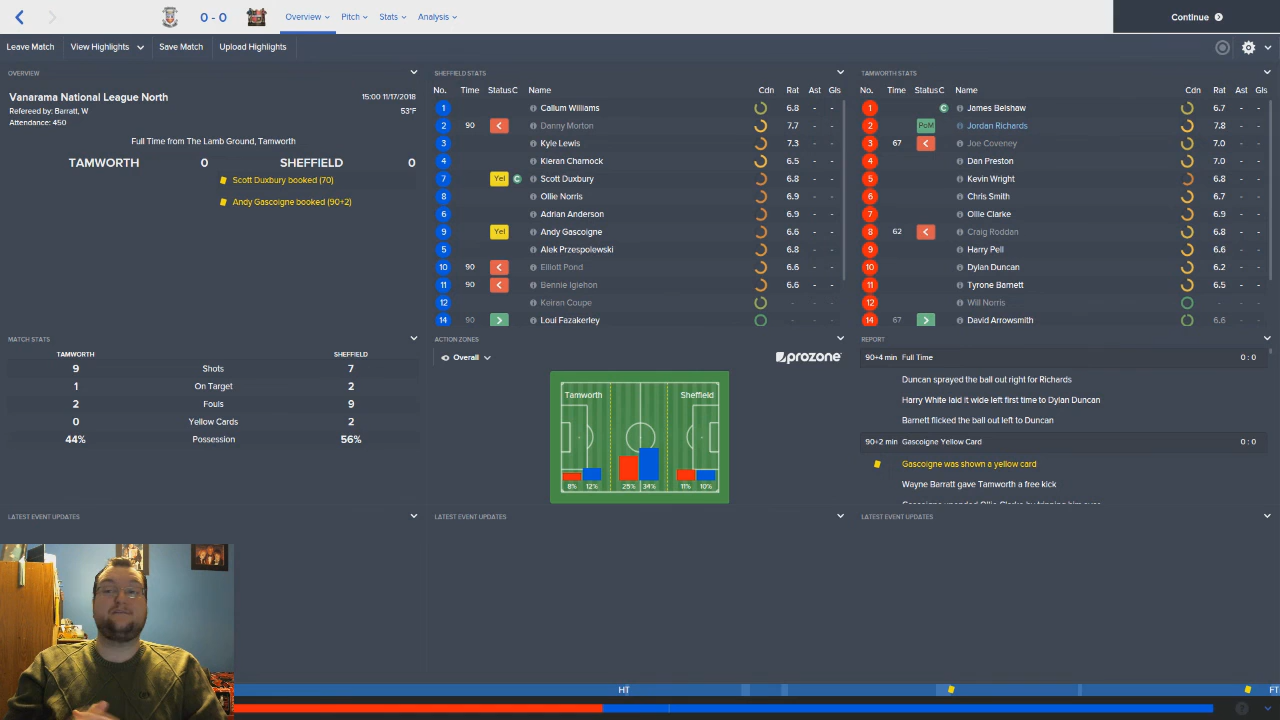 0 - 0
Overview
Pitch
Stats
Analysis
Continue
Leave Match
View Highlights
Save Match
Upload Highlights
OVERVIEW
Vanarama National League North
15:00 11/17/2018
Refereed by: Barratt, W
53°F
Attendance: 450
Full Time from The Lamb Ground, Tamworth
TAMWORTH 0 SHEFFIELD 0
Scott Duxbury booked (70)
Andy Gascoigne booked (90+2)
SHEFFIELD STATS
No. Time Status C Name Cdn Rat Ast Gls
1 Callum Williams 6.8 - -
2 90 Danny Morton 7.7 - -
3 Kyle Lewis 7.3 - -
4 Kieran Charnock 6.5 - -
7 Yel C Scott Duxbury 6.8 - -
8 Ollie Norris 6.9 - -
6 Adrian Anderson 6.9 - -
9 Yel Andy Gascoigne 6.6 - -
5 Alek Przespolewski 6.8 - -
10 90 Elliott Pond 6.6 - -
11 90 Bennie Igiehon 6.6 - -
12 Keiran Coupe - - -
14 90 Loui Fazakerley - - -
TAMWORTH STATS
No. Time Status C Name Cdn Rat Ast Gls
1 C James Belshaw 6.7 - -
2 PoM Jordan Richards 7.8 - -
3 67 Joe Coveney 7.0 - -
4 Dan Preston 7.0 - -
5 Kevin Wright 6.8 - -
6 Chris Smith 6.7 - -
7 Ollie Clarke 6.9 - -
8 62 Craig Roddan 6.8 - -
9 Harry Pell 6.6 - -
10 Dylan Duncan 6.2 - -
11 Tyrone Barnett 6.5 - -
12 Will Norris - - -
14 67 David Arrowsmith 6.6 - -
MATCH STATS
TAMWORTH SHEFFIELD
9 Shots 7
1 On Target 2
2 Fouls 9
0 Yellow Cards 2
44% Possession 56%
ACTION ZONES
Overall
prozone
Tamworth Sheffield
8% 12% 25% 34% 11% 10%
REPORT
90+4 min Full Time 0 : 0
Duncan sprayed the ball out right for Richards
Harry White laid it wide left first time to Dylan Duncan
Barnett flicked the ball out left to Duncan
90+2 min Gascoigne Yellow Card 0 : 0
Gascoigne was shown a yellow card
Wayne Barratt gave Tamworth a free kick
Gascoigne upended Ollie Clarke by tripping him over
LATEST EVENT UPDATES
LATEST EVENT UPDATES
LATEST EVENT UPDATES
HT
FT